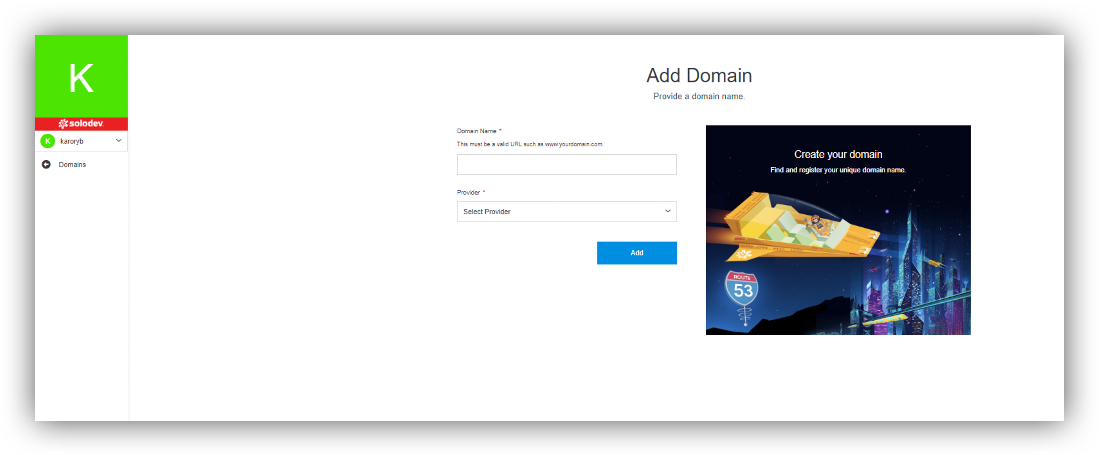 K
solodev
K karoryb
Domains
Add Domain
Provide a domain name.
Domain Name *
This must be a valid URL such as www.yourdomain.com
Provider *
Select Provider
Add
Create your domain
Find and register your unique domain name.
ROUTE
53